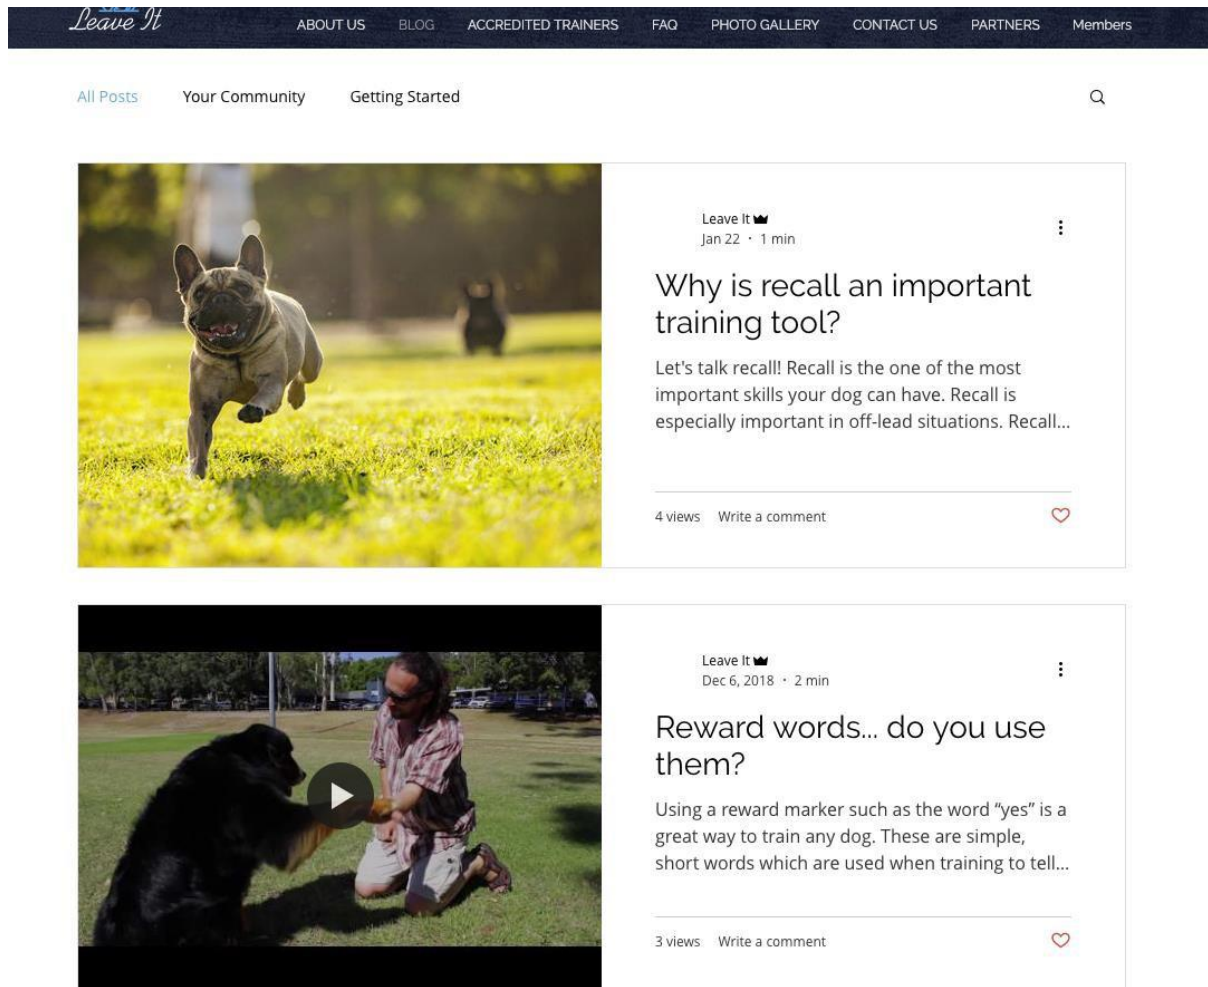 Leave It
ABOUT US BLOG ACCREDITED TRAINERS FAQ PHOTO GALLERY CONTACT US PARTNERS Members
All Posts Your Community Getting Started
Leave It
Jan 22 · 1 min
Why is recall an important
training tool?
Let's talk recall! Recall is the one of the most
important skills your dog can have. Recall is
especially important in off-lead situations. Recall...
4 views Write a comment
Leave It
Dec 6, 2018 · 2 min
Reward words... do you use
them?
Using a reward marker such as the word “yes” is a
great way to train any dog. These are simple,
short words which are used when training to tell...
3 views Write a comment